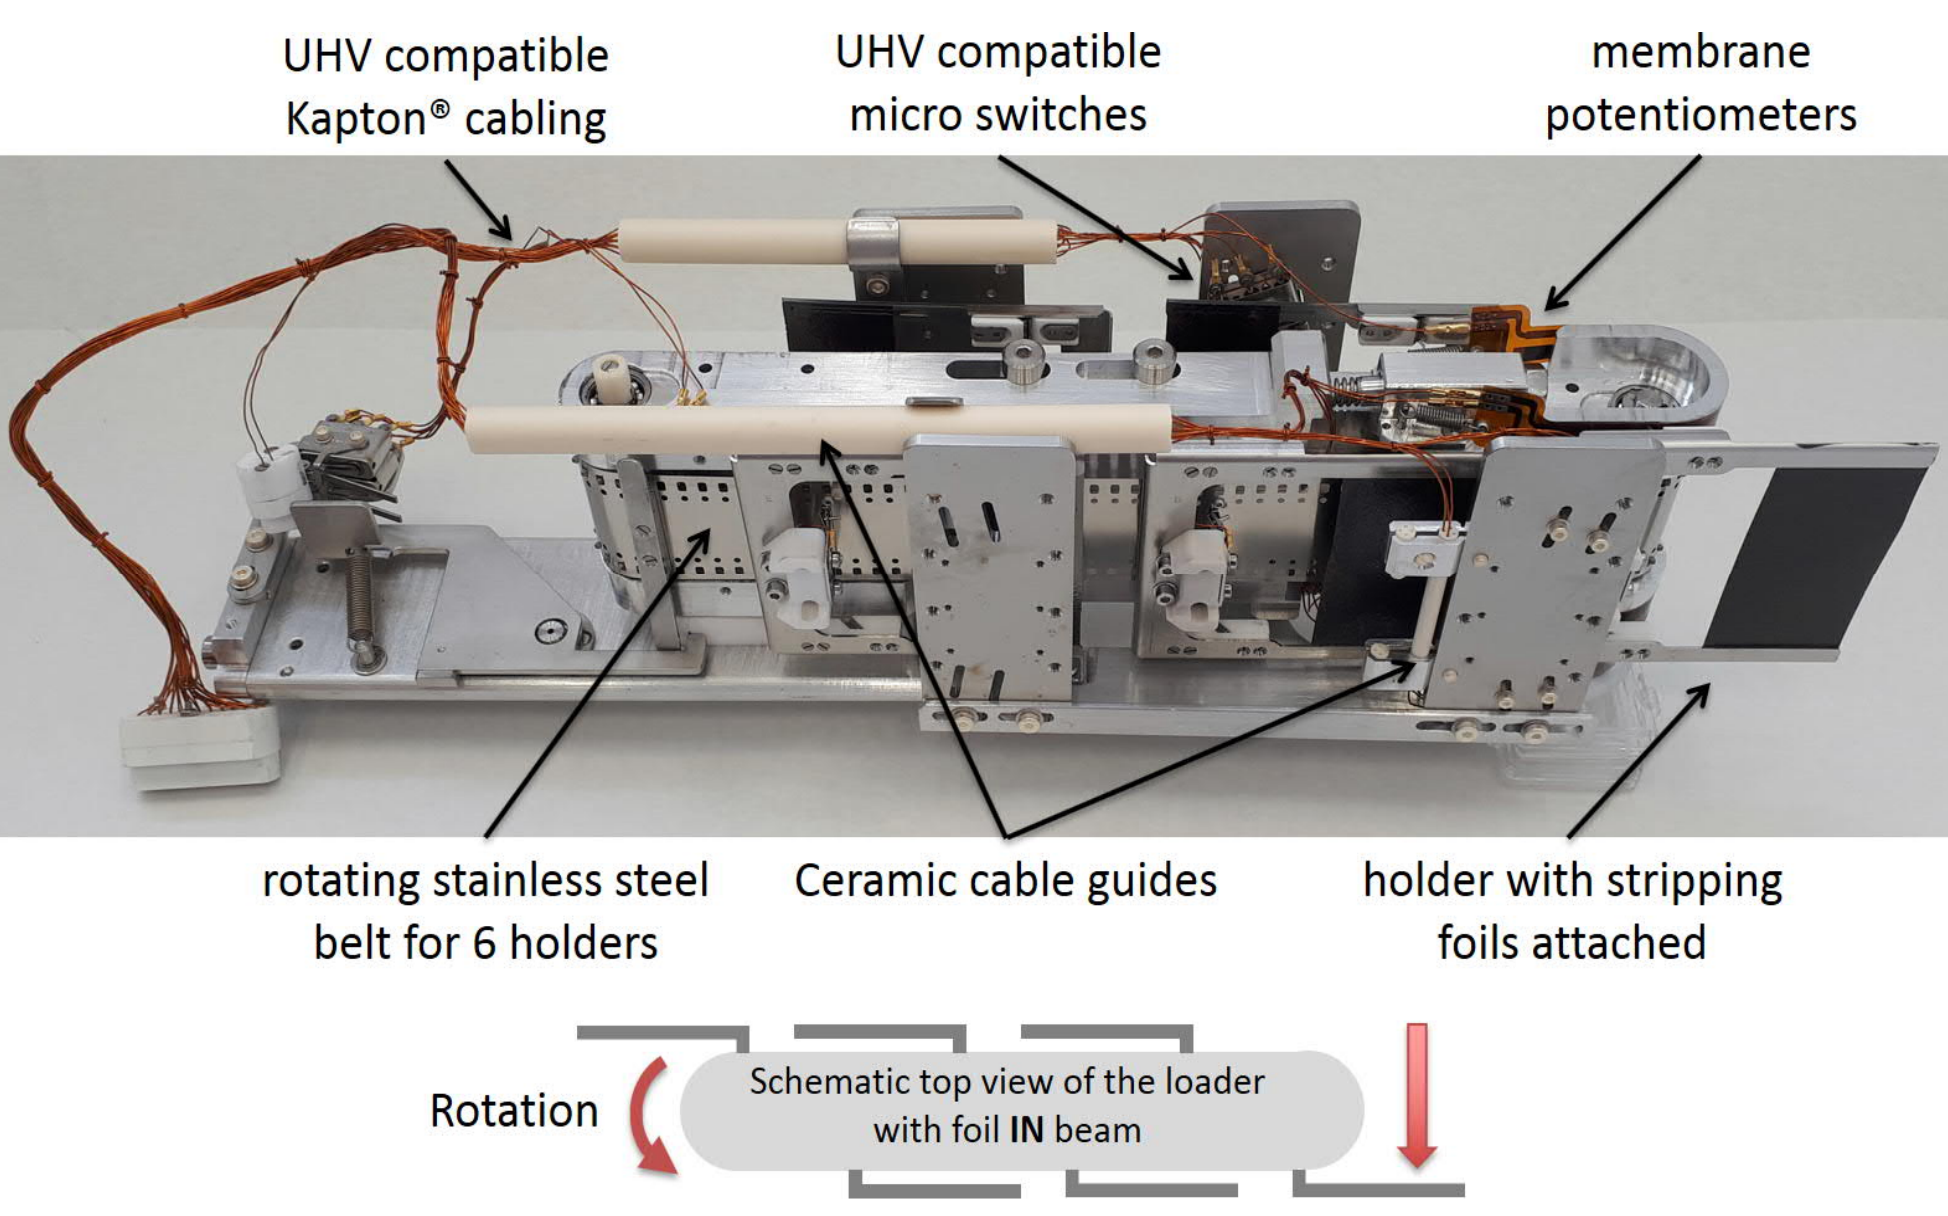 UHV compatible
Kapton® cabling
UHV compatible
micro switches
membrane
potentiometers
rotating stainless steel
belt for 6 holders
Ceramic cable guides
holder with stripping
foils attached
Rotation
Schematic top view of the loader
with foil IN beam